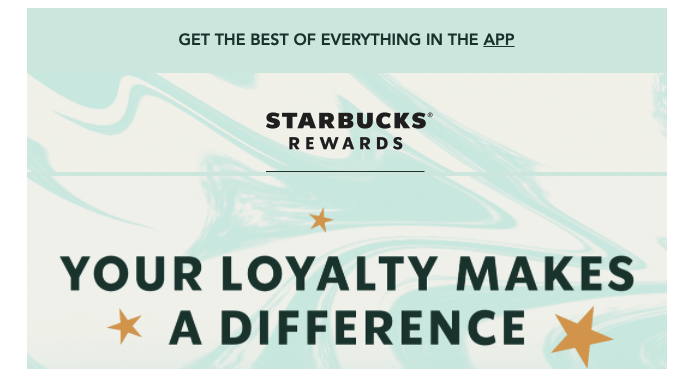 GET THE BEST OF EVERYTHING IN THE APP
STARBUCKS®
REWARDS
YOUR LOYALTY MAKES
A DIFFERENCE